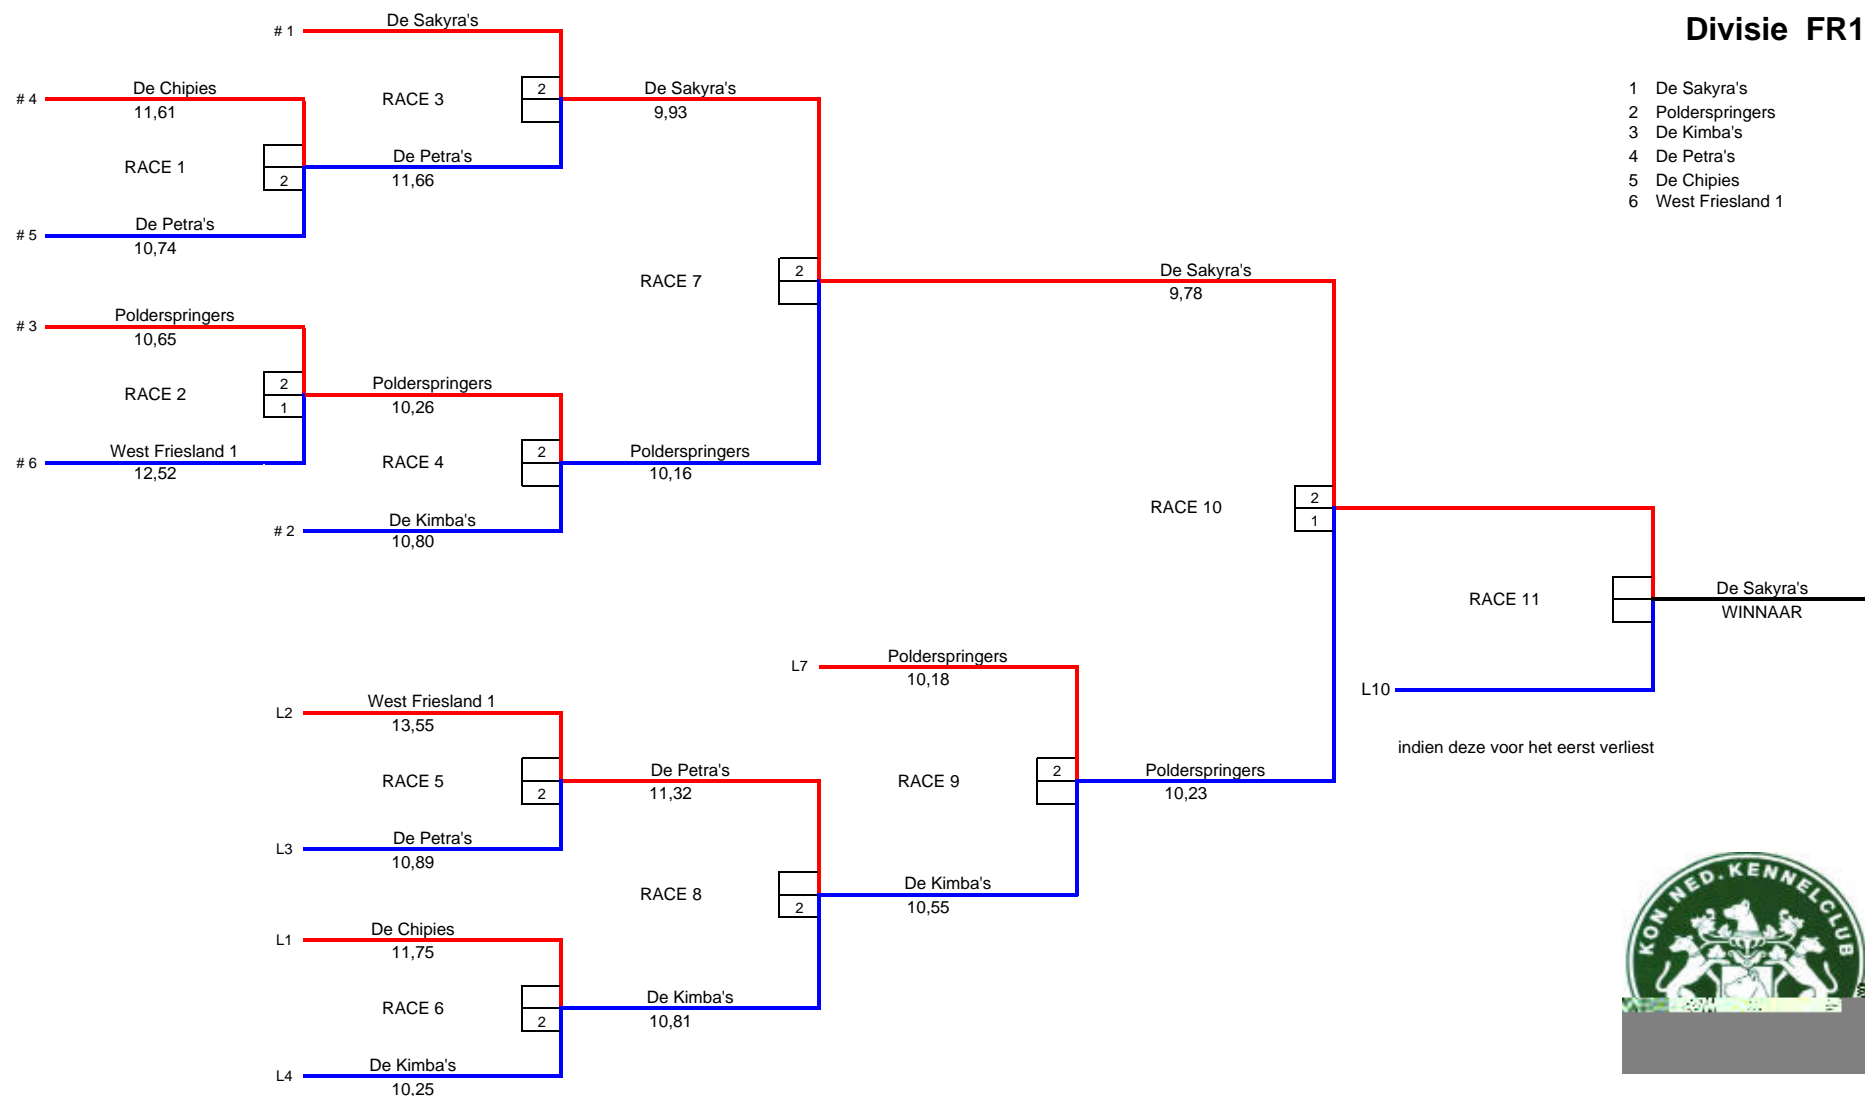 Divisie FR1
1 De Sakyra's
2 Polderspringers
3 De Kimba's
4 De Petra's
5 De Chipies
6 West Friesland 1
# 1
De Sakyra's
# 4
De Chipies
11,61
RACE 3
2
De Sakyra's
9,93
RACE 1
2
De Petra's
11,66
# 5
De Petra's
10,74
RACE 7
2
De Sakyra's
9,78
# 3
Polderspringers
10,65
RACE 2
2
1
Polderspringers
10,26
# 6
West Friesland 1
12,52
RACE 4
2
Polderspringers
10,16
# 2
De Kimba's
10,80
RACE 10
2
1
RACE 11
De Sakyra's
WINNAAR
L7
Polderspringers
10,18
L10
indien deze voor het eerst verliest
L2
West Friesland 1
13,55
RACE 5
2
De Petra's
11,32
RACE 9
2
Polderspringers
10,23
L3
De Petra's
10,89
RACE 8
2
De Kimba's
10,55
L1
De Chipies
11,75
RACE 6
2
De Kimba's
10,81
L4
De Kimba's
10,25
KON. NED. KENNELCLUB